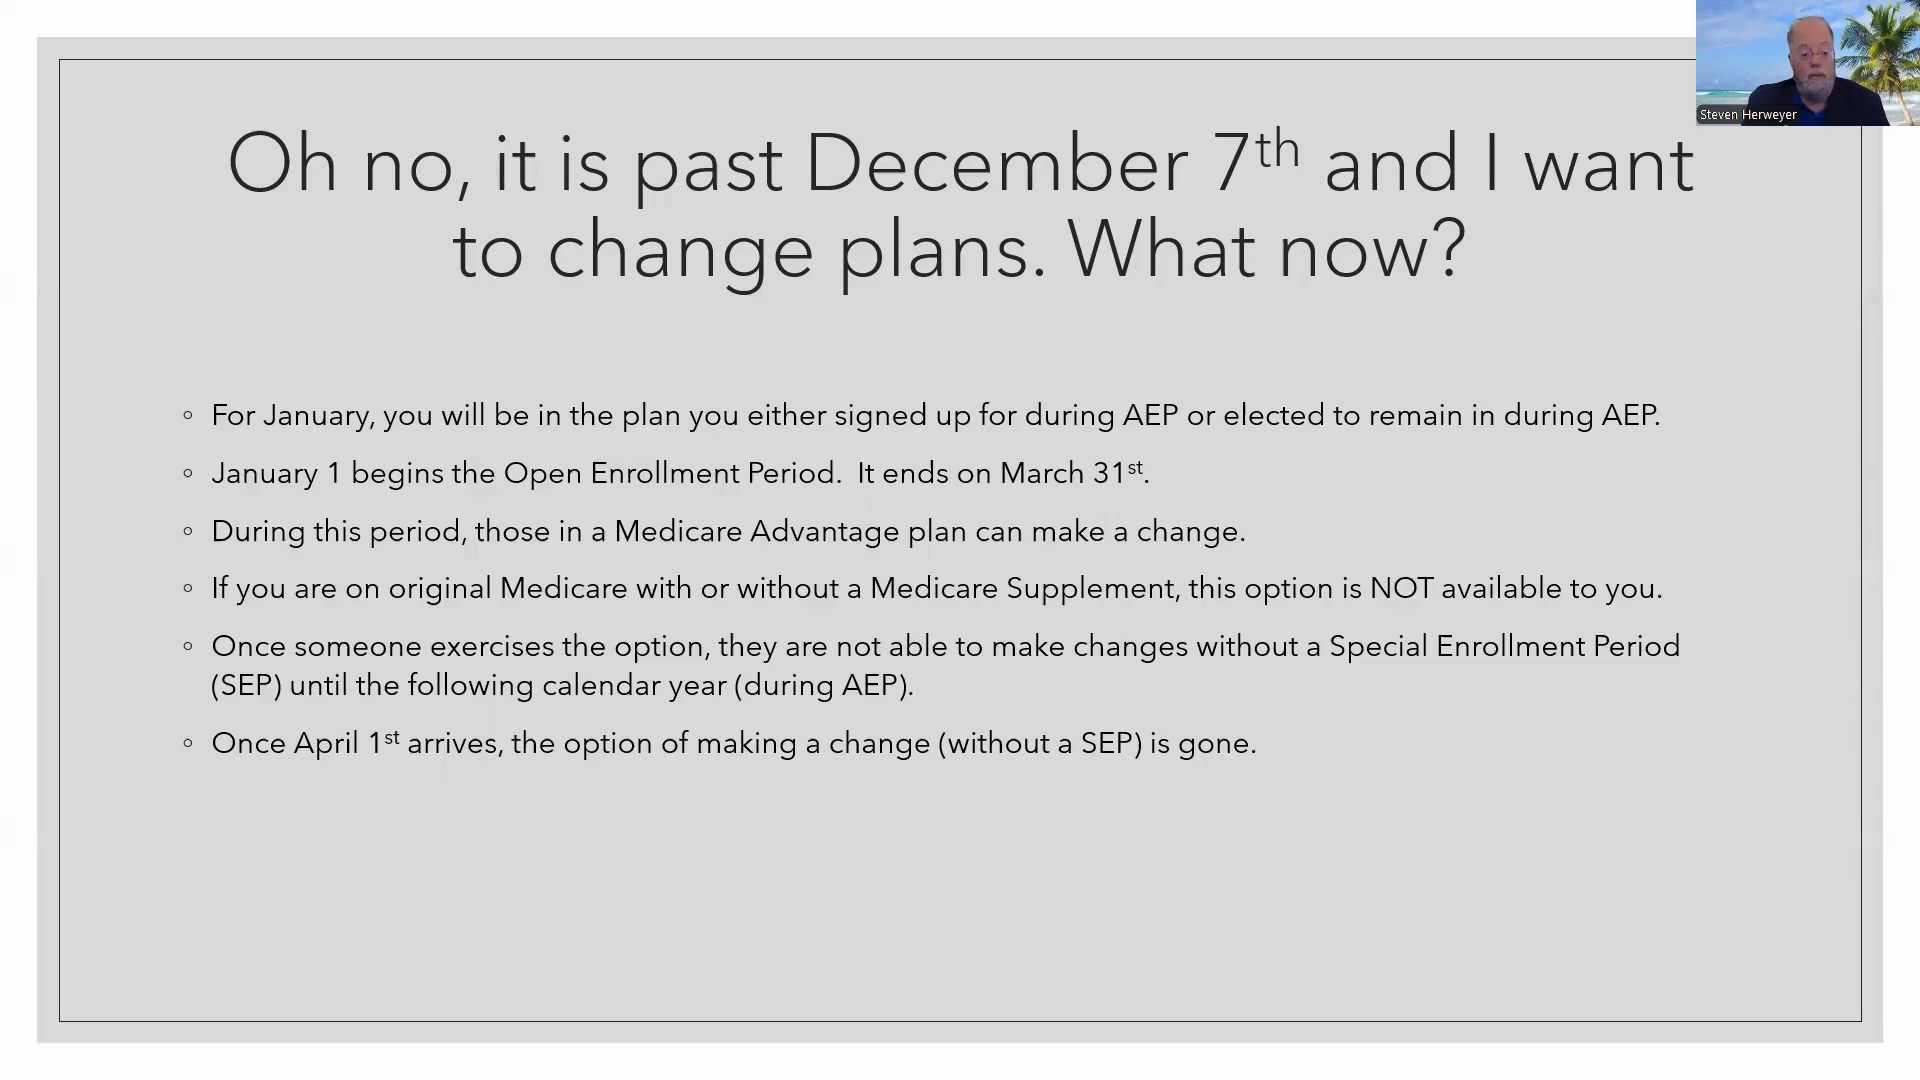 Steven Herweyer
Oh no, it is past December 7th and I want
to change plans. What now?
◦ For January, you will be in the plan you either signed up for during AEP or elected to remain in during AEP.
◦ January 1 begins the Open Enrollment Period.  It ends on March 31st.
◦ During this period, those in a Medicare Advantage plan can make a change.
◦ If you are on original Medicare with or without a Medicare Supplement, this option is NOT available to you.
◦ Once someone exercises the option, they are not able to make changes without a Special Enrollment Period
(SEP) until the following calendar year (during AEP).
◦ Once April 1st arrives, the option of making a change (without a SEP) is gone.